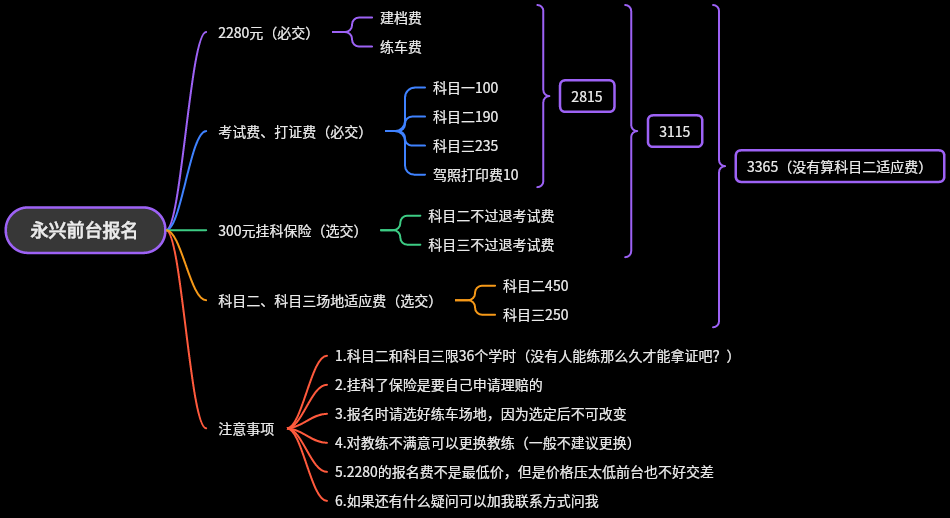 永兴前台报名
2280元（必交）
建档费
练车费
考试费、打证费（必交）
科目一100
科目二190
科目三235
驾照打印费10
300元挂科保险（选交）
科目二不过退考试费
科目三不过退考试费
科目二、科目三场地适应费（选交）
科目二450
科目三250
2815
3115
3365（没有算科目二适应费）
注意事项
1.科目二和科目三限36个学时（没有人能练那么久才能拿证吧？）
2.挂科了保险是要自己申请理赔的
3.报名时请选好练车场地，因为选定后不可改变
4.对教练不满意可以更换教练（一般不建议更换）
5.2280的报名费不是最低价，但是价格压太低前台也不好交差
6.如果还有什么疑问可以加我联系方式问我